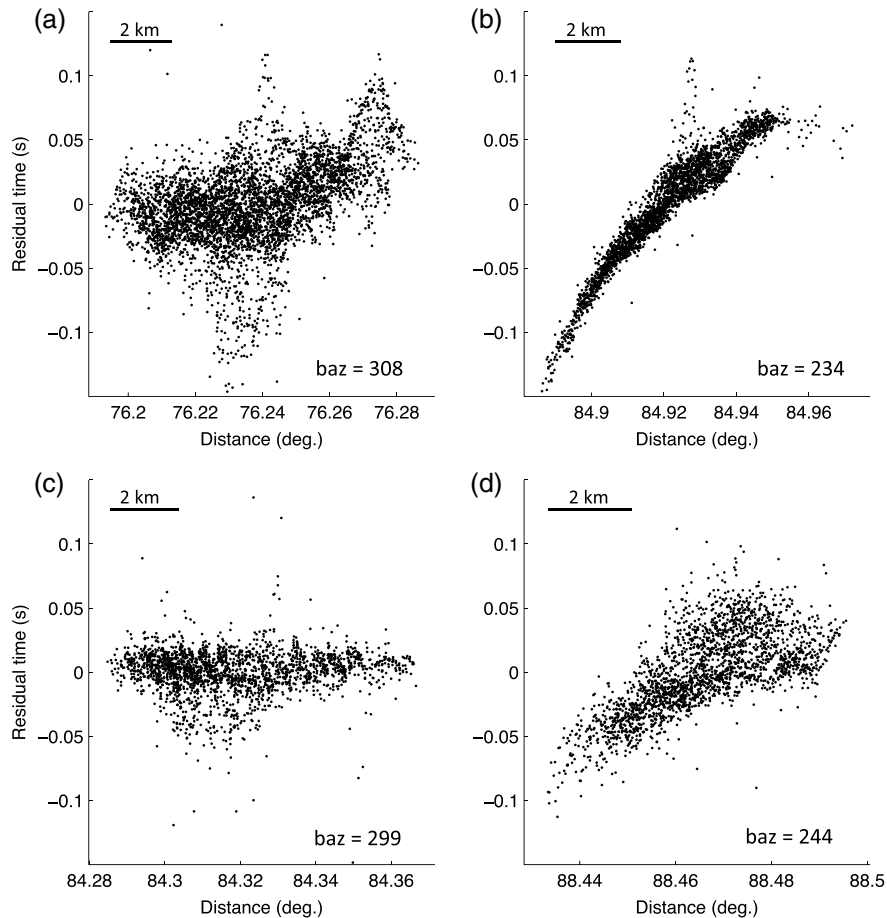 (a)
2 km
0.1
0.05
0
−0.05
−0.1
Residual time (s)
76.2 76.22 76.24 76.26 76.28
Distance (deg.)
baz = 308
(b)
2 km
0.1
0.05
0
−0.05
−0.1
84.9 84.92 84.94 84.96
Distance (deg.)
baz = 234
(c)
2 km
0.1
0.05
0
−0.05
−0.1
Residual time (s)
84.28 84.3 84.32 84.34 84.36
Distance (deg.)
baz = 299
(d)
2 km
0.1
0.05
0
−0.05
−0.1
88.44 88.46 88.48 88.5
Distance (deg.)
baz = 244